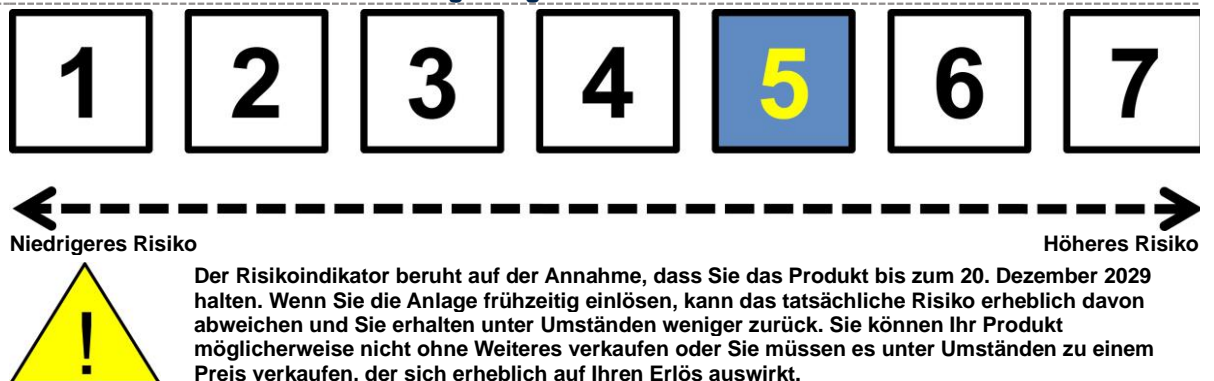 1 2 3 4 5 6 7
Niedrigeres Risiko Höheres Risiko
!
Der Risikoindikator beruht auf der Annahme, dass Sie das Produkt bis zum 20. Dezember 2029
halten. Wenn Sie die Anlage frühzeitig einlösen, kann das tatsächliche Risiko erheblich davon
abweichen und Sie erhalten unter Umständen weniger zurück. Sie können Ihr Produkt
möglicherweise nicht ohne Weiteres verkaufen oder Sie müssen es unter Umständen zu einem
Preis verkaufen, der sich erheblich auf Ihren Erlös auswirkt.